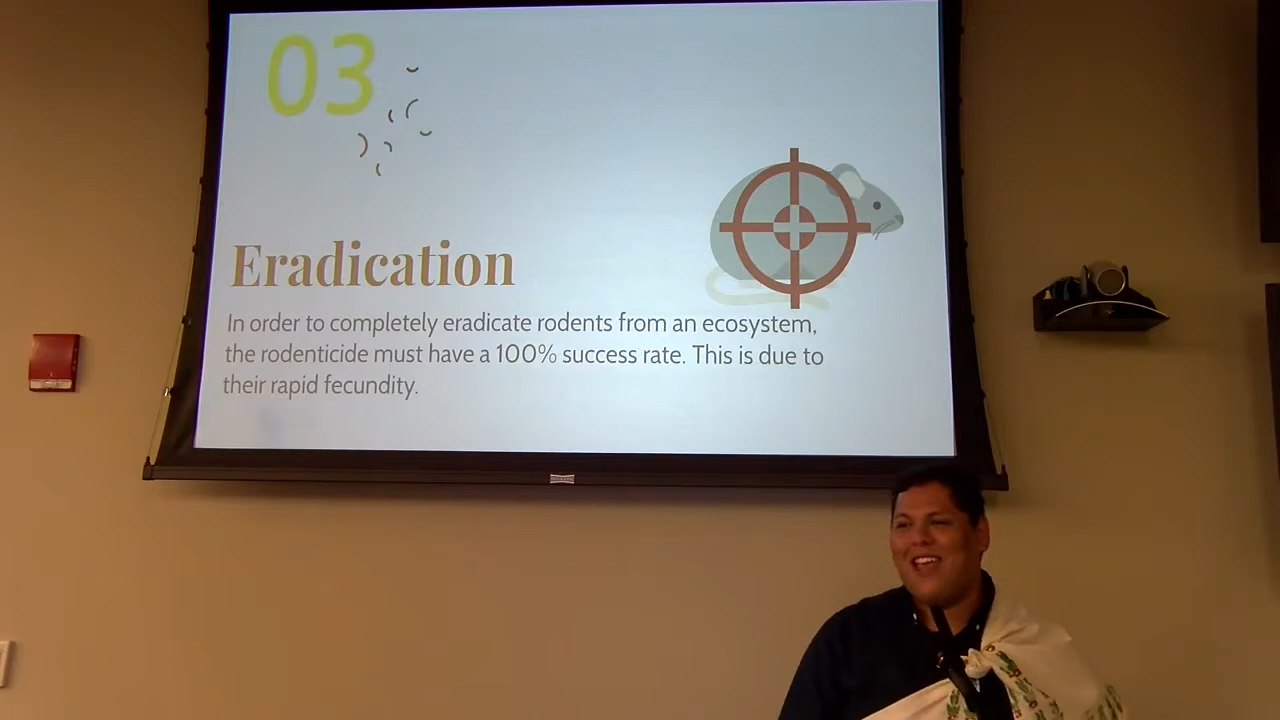 03
Eradication
In order to completely eradicate rodents from an ecosystem,
the rodenticide must have a 100% success rate. This is due to
their rapid fecundity.